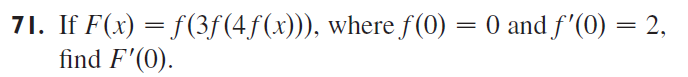 71. If F(x) = f(3f(4f(x))), where f(0) = 0 and f′(0) = 2,
find F′(0).